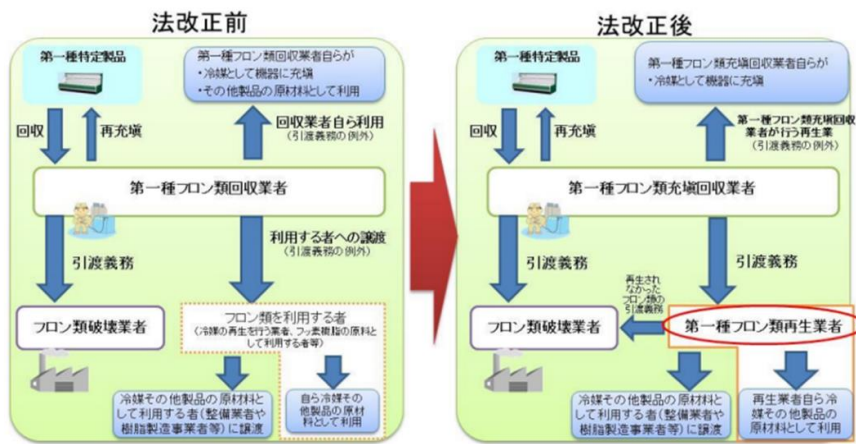 法改正前
第一種特定製品
第一種フロン類回収業者自らが
・冷媒として機器に充填
・その他製品の原材料として利用
回収
再充塡
回収業者自ら利用
(引渡義務の例外)
第一種フロン類回収業者
利用する者への譲渡
(引渡義務の例外)
引渡義務
フロン類破壊業者
フロン類を利用する者
(冷媒の再生を行う業者、フッ素樹脂の原料と
して利用する者等)
冷媒その他製品の原材料と
して利用する者(整備業者や
樹脂製造事業者等)に譲渡
自ら冷媒その
他製品の原材
料として利用
法改正後
第一種特定製品
第一種フロン類充塡回収業者自らが
・冷媒として機器に充塡
回収
再充塡
第一種フロン類充塡回収
業者が行う再生業
(引渡義務の例外)
第一種フロン類充塡回収業者
引渡義務
引渡義務
再生され
なかった
フロン類の
引渡義務
フロン類破壊業者
第一種フロン類再生業者
冷媒その他製品の原材料と
して利用する者(整備業者や
樹脂製造事業者等)に譲渡
再生業者自ら冷
媒その他製品の
原材料として利用